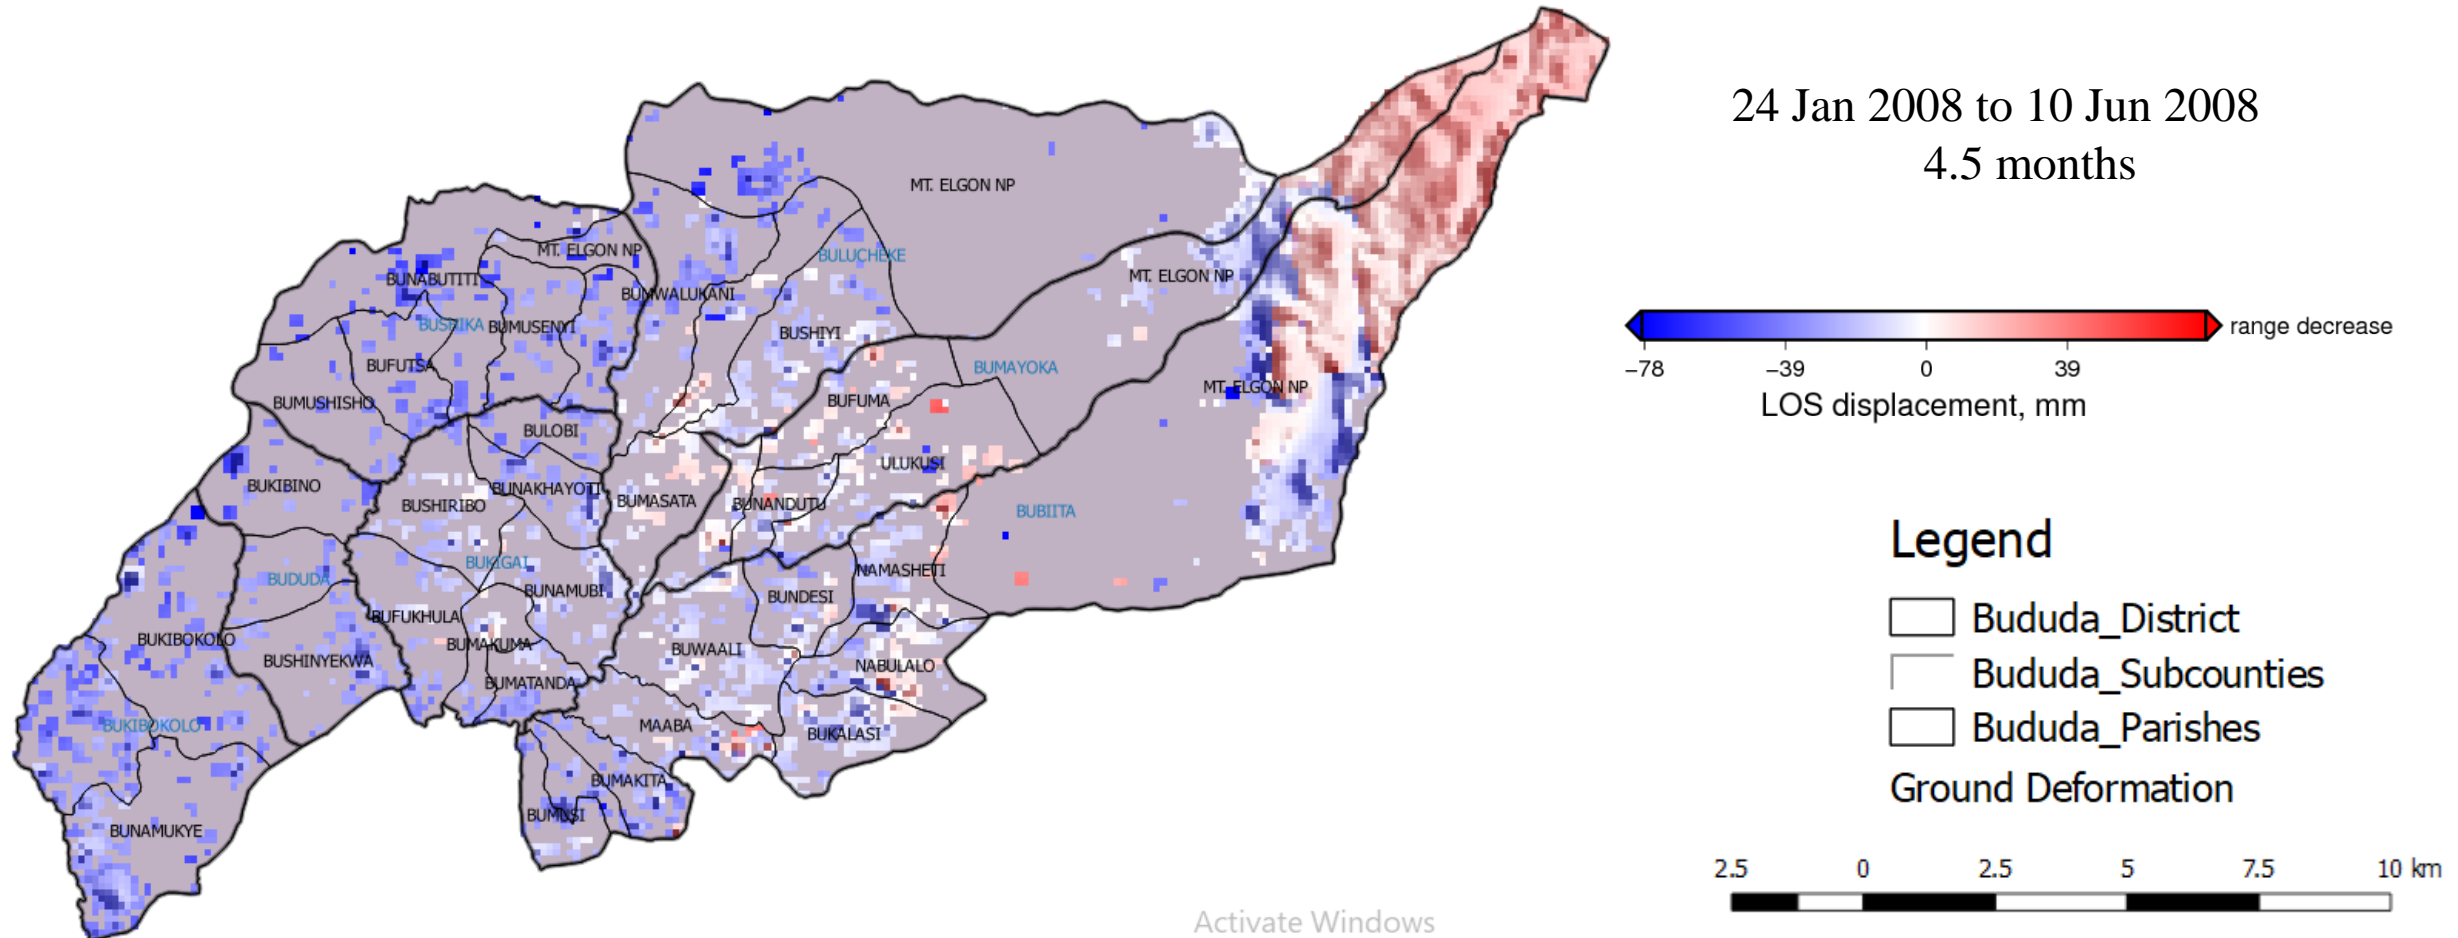 24 Jan 2008 to 10 Jun 2008
4.5 months
MT. ELGON NP
MT. ELGON NP
BULUCHEKE
MT. ELGON NP
BUNABUTITI
BUMWALUKANI
BUSHIKA
BUMUSENYI
BUSHIYI
range decrease
−78
−39
0
39
LOS displacement, mm
BUFUTSA
BUMAYOKA
MT. ELGON NP
BUMUSHISHO
BUFUMA
BULOBI
ULUKUSI
BUKIBINO
BUNAKHAYOTI
BUSHIRIBO
BUMASATA
BUNANDUTU
BUBIITA
Legend
BUKIGAI
NAMASHETI
BUDUDA
BUNAMUBI
BUNDESI
BUFUKHULA
Bududa_District
BUKIBOKOLO
BUMAKUMA
BUWAALI
BUSHINYEKWA
NABULALO
Bududa_Subcounties
BUMATANDA
BUKIBOKOLO
MAABA
BUKALASI
Bududa_Parishes
BUMAKITA
Ground Deformation
BUMUSI
BUNAMUKYE
2.5 0 2.5 5 7.5 10 km
Activate Windows